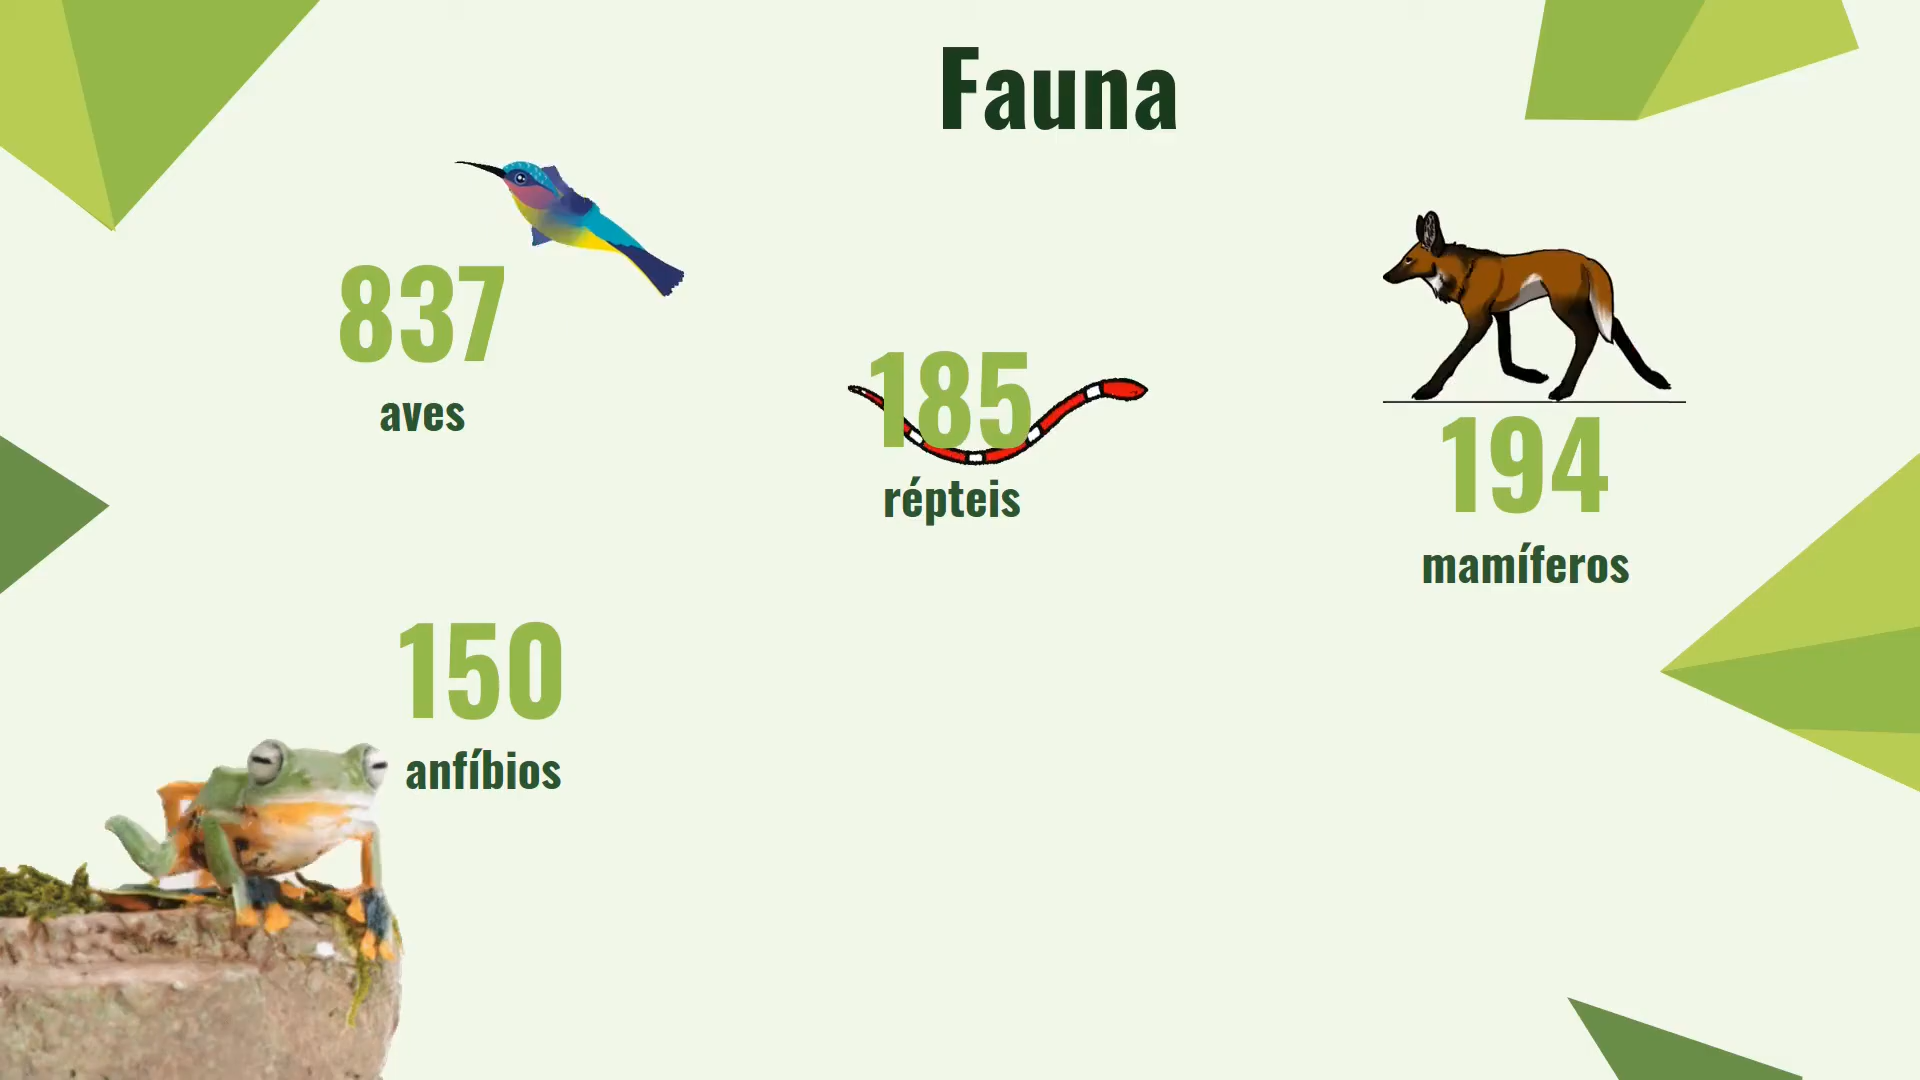 Fauna
837
aves
185
répteis
194
mamíferos
150
anfíbios